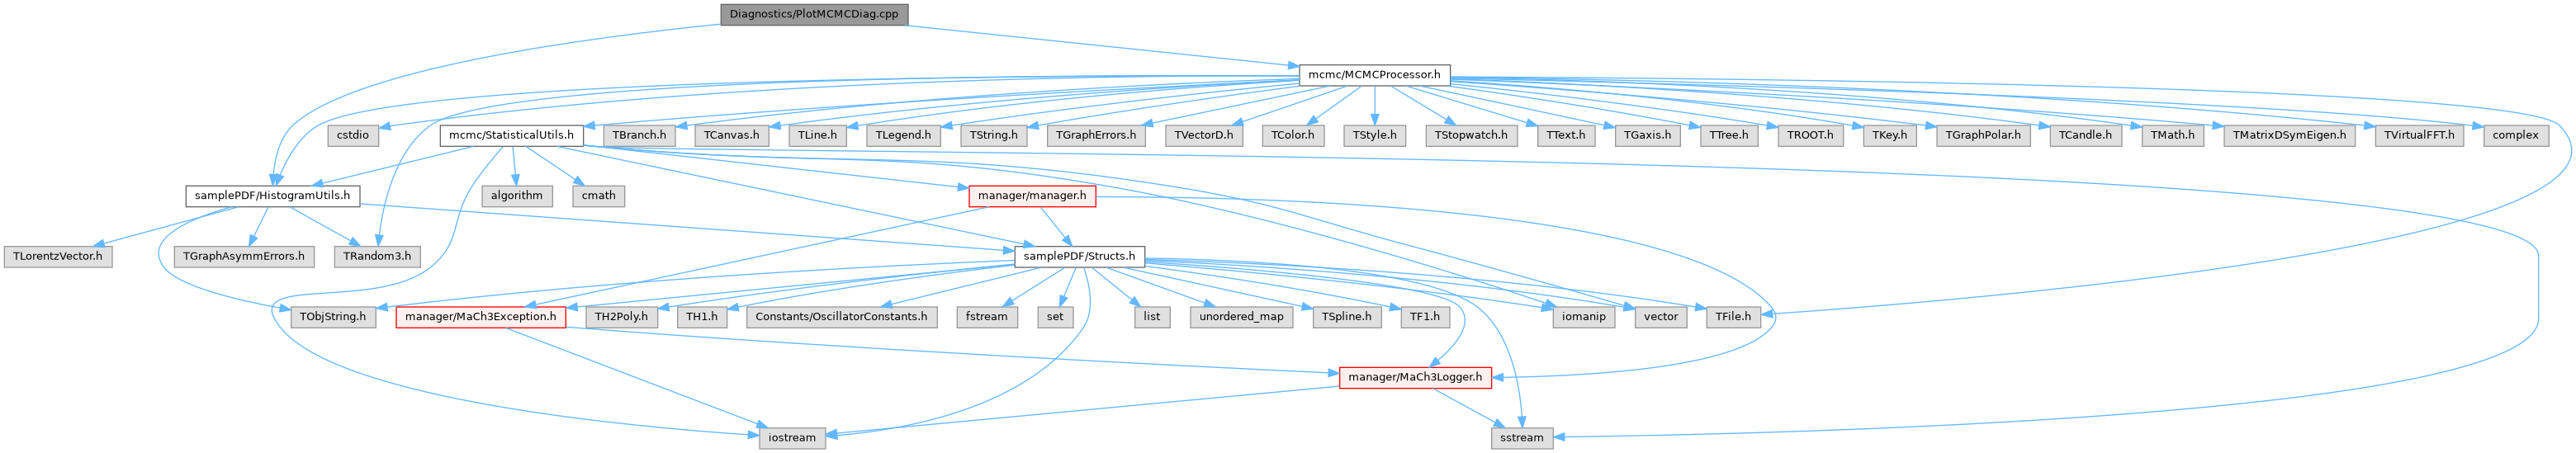 Diagnostics/PlotMCMCDiag.cpp
mcmc/MCMCProcessor.h
cstdio
mcmc/StatisticalUtils.h
TBranch.h
TCanvas.h
TLine.h
TLegend.h
TString.h
TGraphErrors.h
TVectorD.h
TColor.h
TStyle.h
TStopwatch.h
TText.h
TGaxis.h
TTree.h
TROOT.h
TKey.h
TGraphPolar.h
TCandle.h
TMath.h
TMatrixDSymEigen.h
TVirtualFFT.h
complex
samplePDF/HistogramUtils.h
algorithm
cmath
manager/manager.h
TLorentzVector.h
TGraphAsymmErrors.h
TRandom3.h
samplePDF/Structs.h
TObjString.h
manager/MaCh3Exception.h
TH2Poly.h
TH1.h
Constants/OscillatorConstants.h
fstream
set
list
unordered_map
TSpline.h
TF1.h
iomanip
vector
TFile.h
manager/MaCh3Logger.h
iostream
sstream